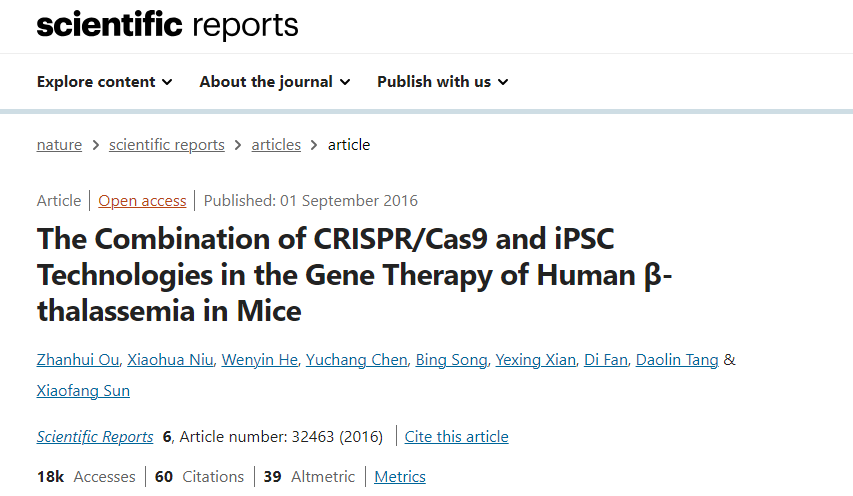 scientific reports
Explore content About the journal Publish with us
nature > scientific reports > articles > article
Article | Open access | Published: 01 September 2016
The Combination of CRISPR/Cas9 and iPSC
Technologies in the Gene Therapy of Human β-
thalassemia in Mice
Zhanhui Ou, Xiaohua Niu, Wenyin He, Yuchang Chen, Bing Song, Yexing Xian, Di Fan, Daolin Tang &
Xiaofang Sun
Scientific Reports 6, Article number: 32463 (2016) | Cite this article
18k Accesses | 60 Citations | 39 Altmetric | Metrics